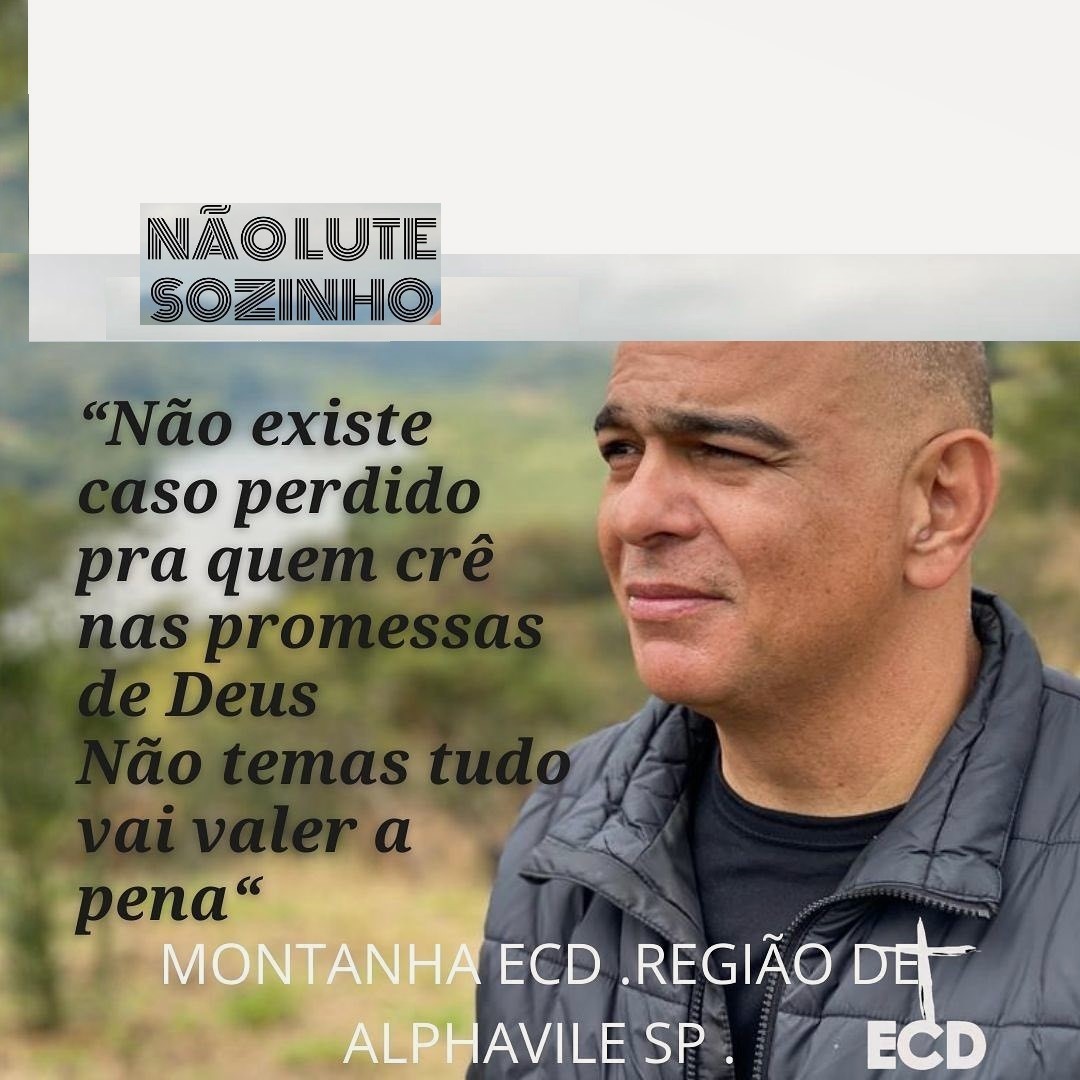 NÃO LUTE
SOZINHO
“Não existe
caso perdido
pra quem crê
nas promessas
de Deus
Não temas tudo
vai valer a
pena“
MONTANHA ECD .REGIÃO DE
ALPHAVILE SP .
ECD